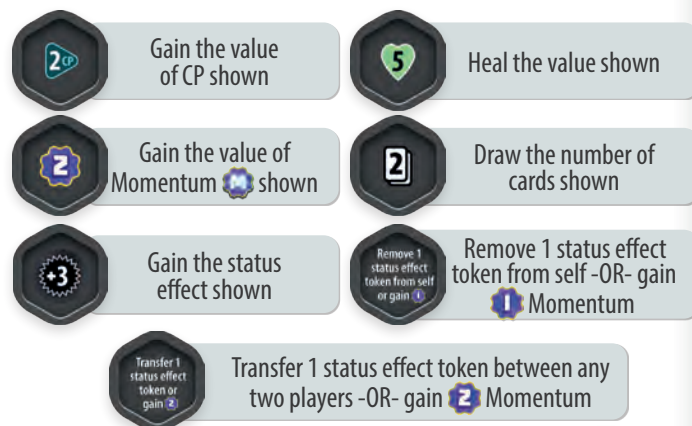 2 CP
Gain the value
of CP shown
5
Heal the value shown
2
Gain the value of
Momentum M shown
2
Draw the number of
cards shown
+3
Gain the status
effect shown
Remove 1
status effect
token from self
or gain 1
Remove 1 status effect
token from self -OR- gain
1 Momentum
Transfer 1
status effect
token or
gain 2
Transfer 1 status effect token between any
two players -OR- gain 2 Momentum